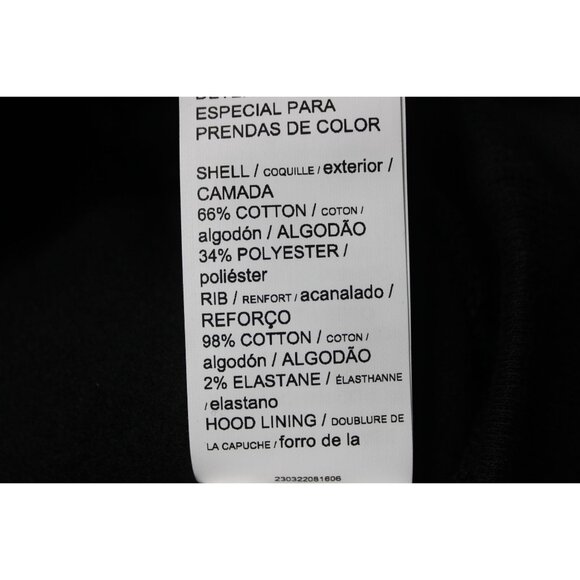 ESPECIAL PARA
PRENDAS DE COLOR
SHELL / COQUILLE / exterior /
CAMADA
66% COTTON / COTON /
algodón / ALGODÃO
34% POLYESTER /
poliéster
RIB / RENFORT / acanalado /
REFORÇO
98% COTTON / COTON /
algodón / ALGODÃO
2% ELASTANE / ÉLASTHANNE
/ elastano
HOOD LINING / DOUBLURE DE
LA CAPUCHE / forro de la
230322081606